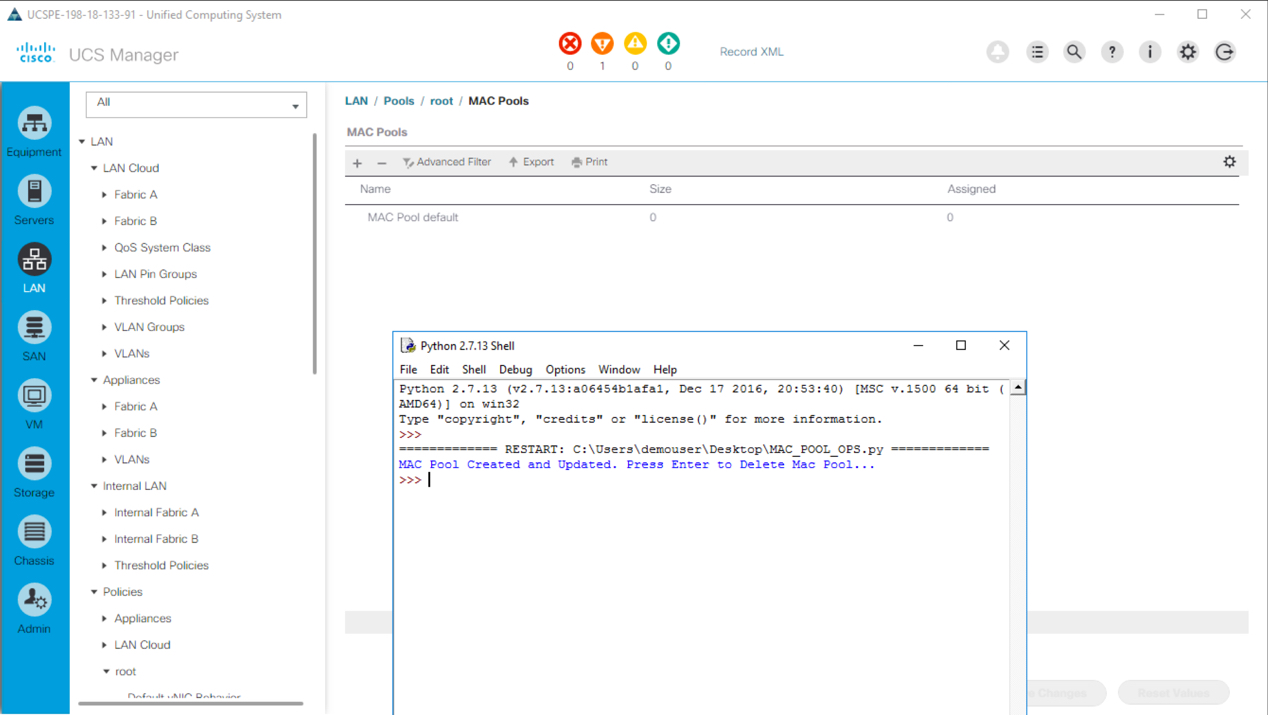 UCSPE-198-18-133-91 - Unified Computing System
cisco
UCS Manager
0
1
0
0
Record XML
Equipment
Servers
LAN
SAN
VM
Storage
Chassis
Admin
All
LAN
LAN Cloud
Fabric A
Fabric B
QoS System Class
LAN Pin Groups
Threshold Policies
VLAN Groups
VLANs
Appliances
Fabric A
Fabric B
VLANs
Internal LAN
Internal Fabric A
Internal Fabric B
Threshold Policies
Policies
Appliances
LAN Cloud
root
Default vNIC Behavior
LAN / Pools / root / MAC Pools
MAC Pools
+ − Advanced Filter Export Print
Name Size Assigned
MAC Pool default 0 0
Python 2.7.13 Shell
File Edit Shell Debug Options Window Help
Python 2.7.13 (v2.7.13:a06454b1afa1, Dec 17 2016, 20:53:40) [MSC v.1500 64 bit (
AMD64)] on win32
Type "copyright", "credits" or "license()" for more information.
>>>
============= RESTART: C:\Users\demouser\Desktop\MAC_POOL_OPS.py =============
MAC Pool Created and Updated. Press Enter to Delete Mac Pool...
>>>
Changes
Reset Values